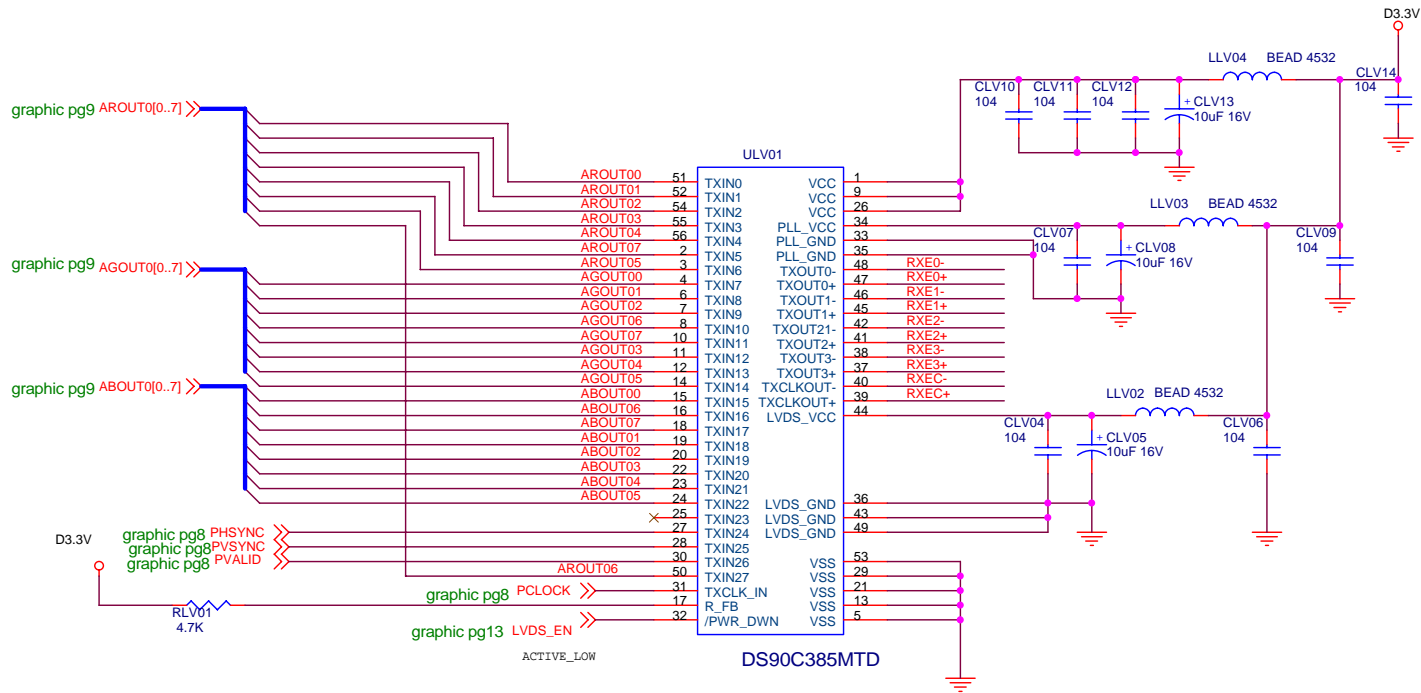 D3.3V
LLV04 BEAD 4532
CLV14
104
CLV10
104
CLV11
104
CLV12
104
+ CLV13
10uF 16V
graphic pg9 AROUT0[0..7]
ULV01
AROUT00 51 TXIN0
AROUT01 52 TXIN1
AROUT02 54 TXIN2
AROUT03 55 TXIN3
AROUT04 56 TXIN4
AROUT07 2 TXIN5
AROUT05 3 TXIN6
AGOUT00 4 TXIN7
AGOUT01 6 TXIN8
AGOUT02 7 TXIN9
AGOUT06 8 TXIN10
AGOUT07 10 TXIN11
AGOUT03 11 TXIN12
AGOUT04 12 TXIN13
AGOUT05 14 TXIN14
ABOUT00 15 TXIN15
ABOUT06 16 TXIN16
ABOUT07 18 TXIN17
ABOUT01 19 TXIN18
ABOUT02 20 TXIN19
ABOUT03 22 TXIN20
ABOUT04 23 TXIN21
ABOUT05 24 TXIN22
25 TXIN23
27 TXIN24
28 TXIN25
30 TXIN26
AROUT06 50 TXIN27
31 TXCLK_IN
17 R_FB
32 /PWR_DWN
VCC 1
VCC 9
VCC 26
PLL_VCC 34
PLL_GND 33
PLL_GND 35
TXOUT0- 48 RXE0-
TXOUT0+ 47 RXE0+
TXOUT1- 46 RXE1-
TXOUT1+ 45 RXE1+
TXOUT21- 42 RXE2-
TXOUT2+ 41 RXE2+
TXOUT3- 38 RXE3-
TXOUT3+ 37 RXE3+
TXCLKOUT- 40 RXEC-
TXCLKOUT+ 39 RXEC+
LVDS_VCC 44
LVDS_GND 36
LVDS_GND 43
LVDS_GND 49
VSS 53
VSS 29
VSS 21
VSS 13
VSS 5
LLV03 BEAD 4532
CLV07
104
+ CLV08
10uF 16V
CLV09
104
graphic pg9 AGOUT0[0..7]
graphic pg9 ABOUT0[0..7]
LLV02 BEAD 4532
CLV04
104
+ CLV05
10uF 16V
CLV06
104
graphic pg8 PHSYNC
graphic pg8 PVSYNC
graphic pg8 PVALID
D3.3V
RLV01
4.7K
graphic pg8 PCLOCK
graphic pg13 LVDS_EN
ACTIVE_LOW
DS90C385MTD